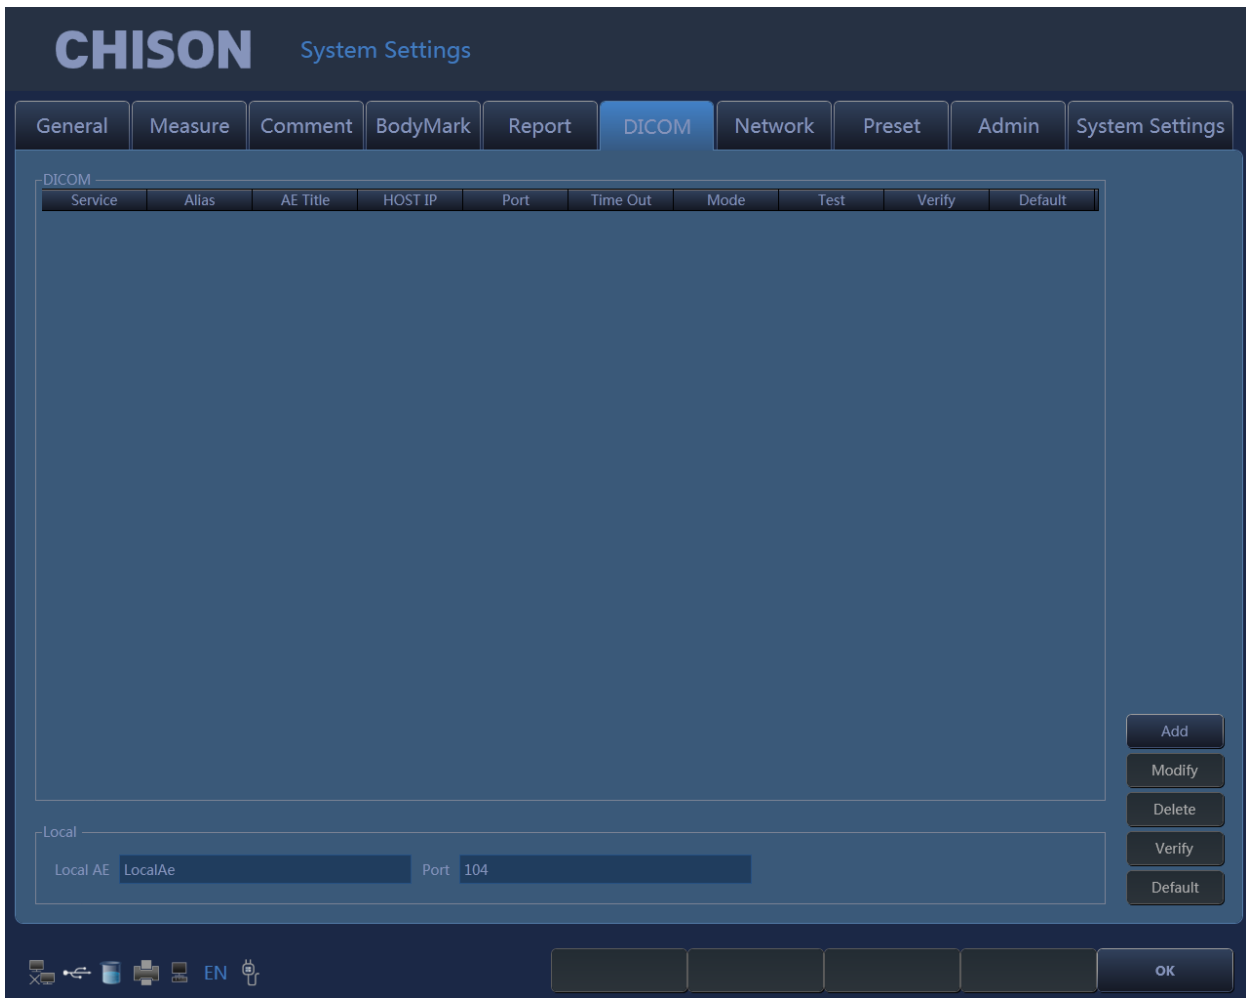 CHISON System Settings
General Measure Comment BodyMark Report DICOM Network Preset Admin System Settings
DICOM
Service Alias AE Title HOST IP Port Time Out Mode Test Verify Default
Add
Modify
Delete
Local
Verify
Local AE LocalAe Port 104
Default
EN OK